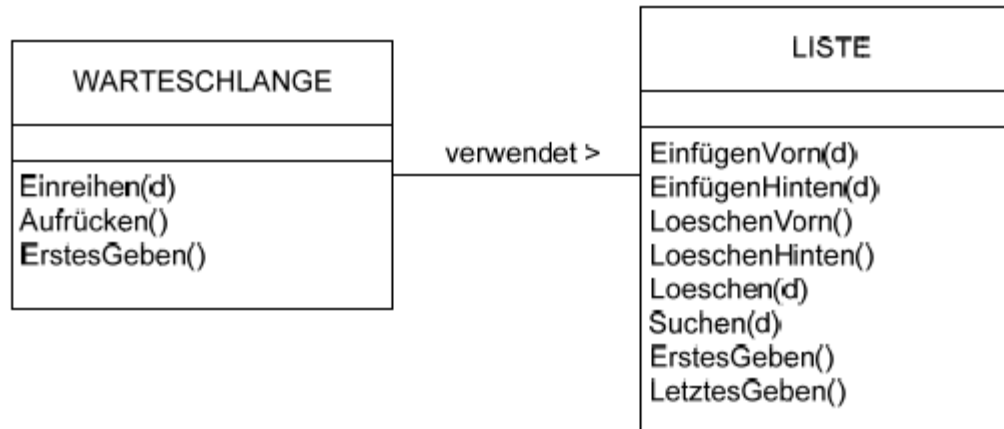 WARTESCHLANGE
Einreihen(d)
Aufrücken()
ErstesGeben()
verwendet >
LISTE
EinfügenVorn(d)
EinfügenHinten(d)
LoeschenVorn()
LoeschenHinten()
Loeschen(d)
Suchen(d)
ErstesGeben()
LetztesGeben()